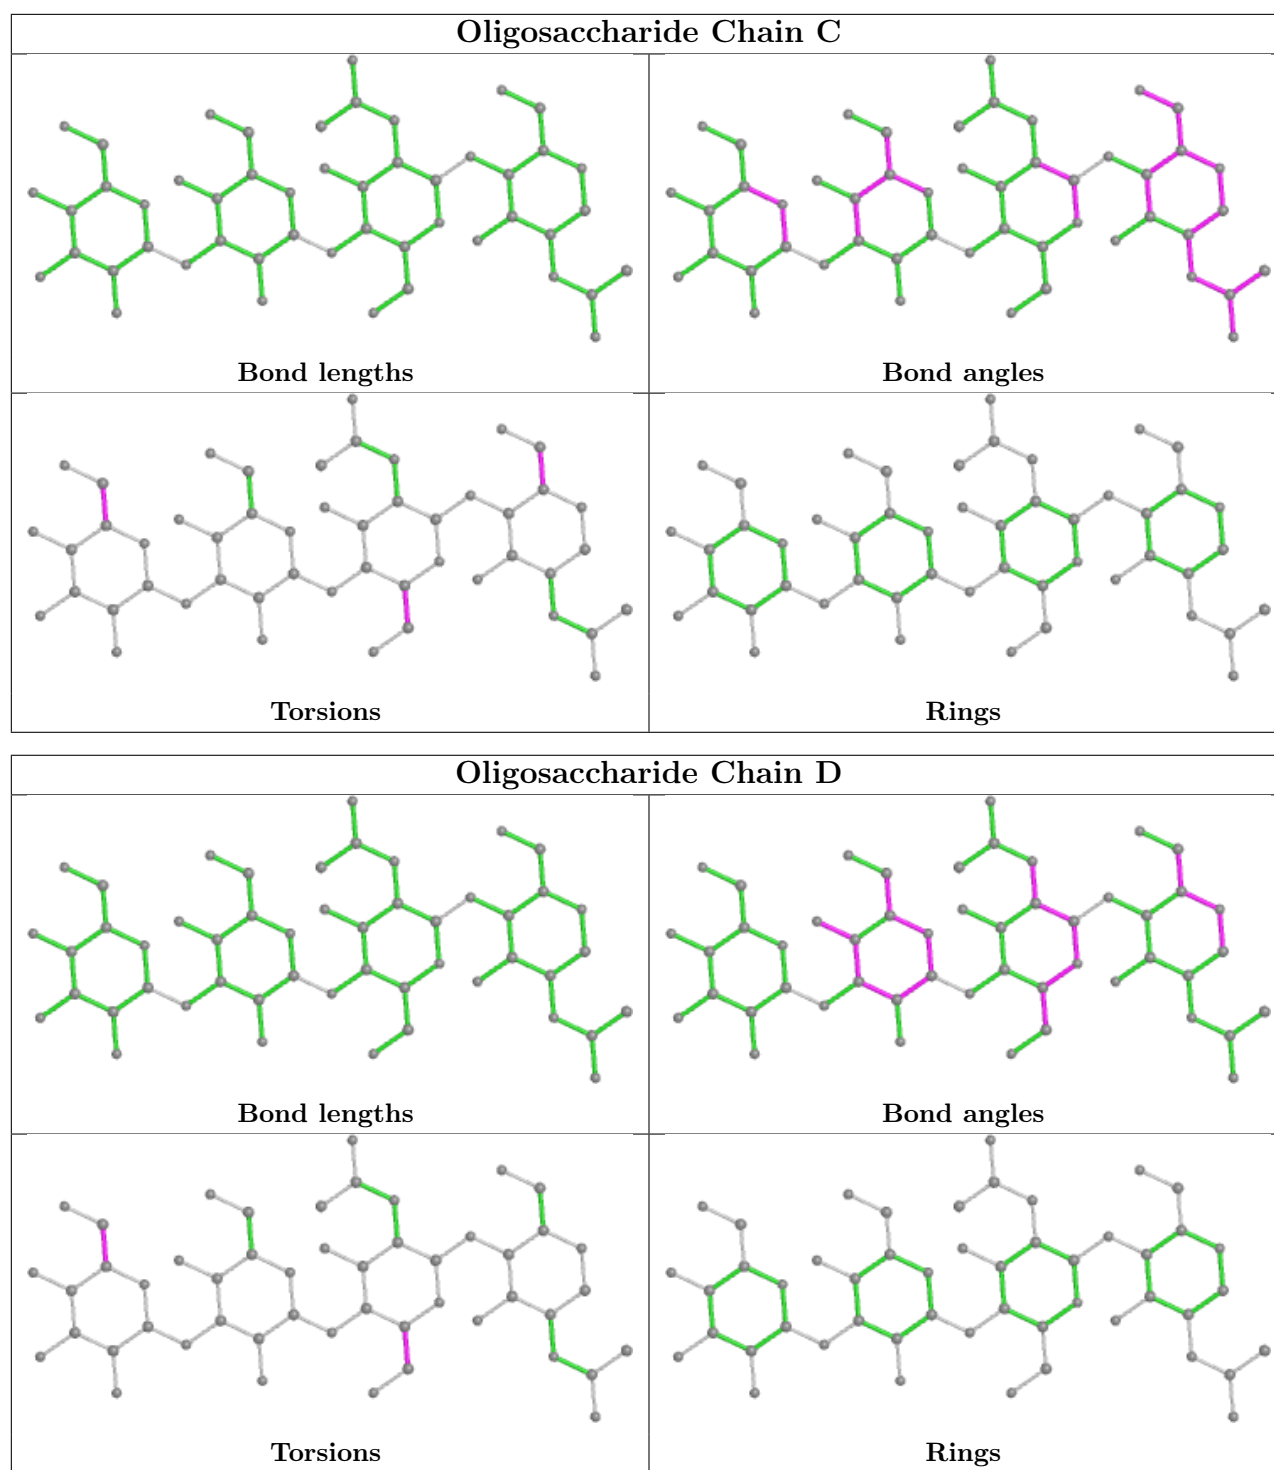 Oligosaccharide Chain C
Bond lengths
Bond angles
Torsions
Rings
Oligosaccharide Chain D
Bond lengths
Bond angles
Torsions
Rings